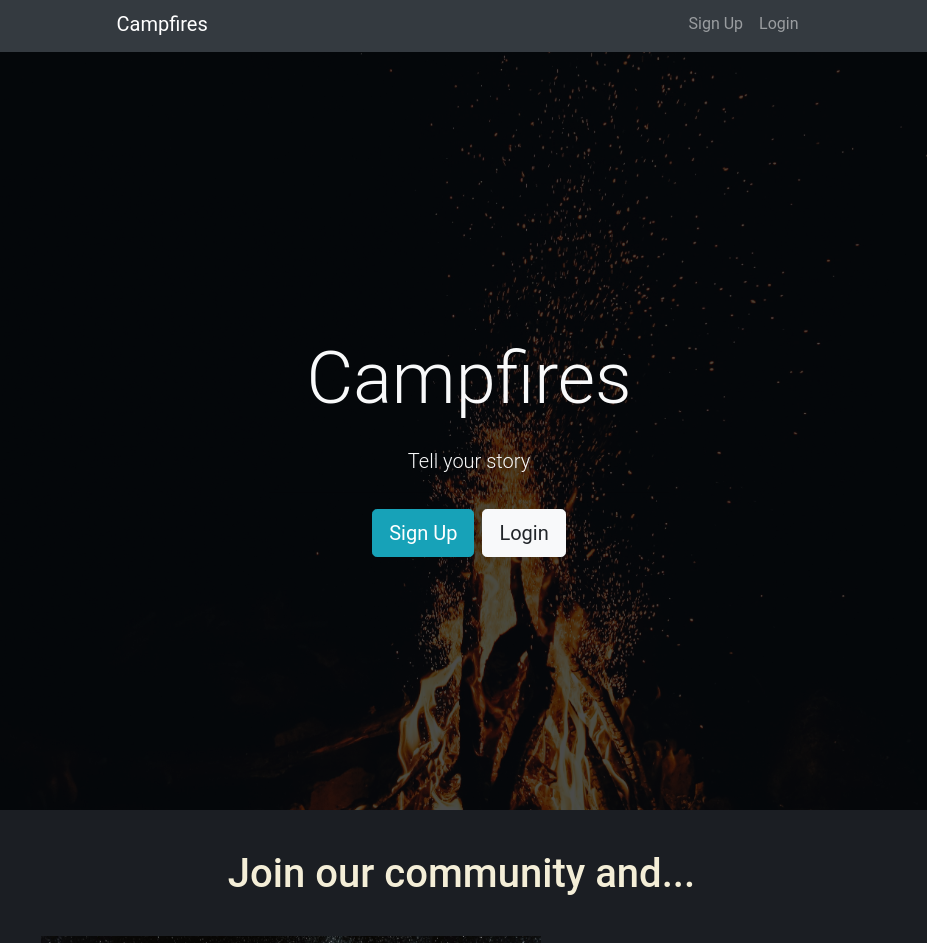 Campfires
Sign Up Login
Campfires
Tell your story
Sign Up Login
Join our community and...